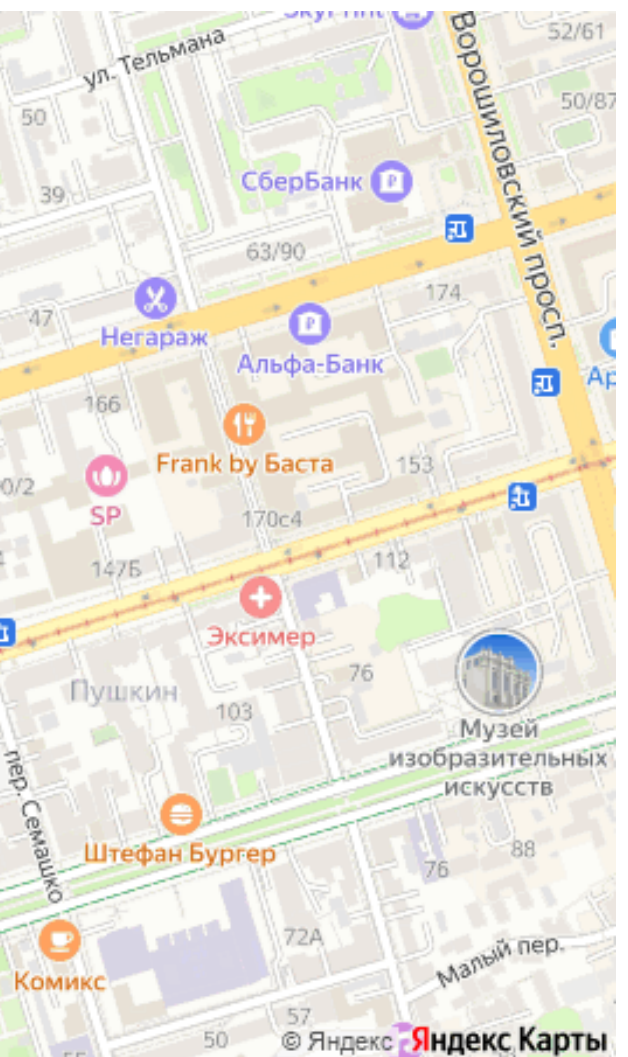 SkyPrint
52/61
ул. Тельмана
50
50/87
Ворошиловский просп.
СберБанк
39
63/90
174
47
Негараж
Альфа-Банк
166
Frank by Баста
153
SP
170с4
147Б
112
Эксимер
76
Пушкин
103
Музей
изобразительных
искусств
пер. Семашко
Штефан Бургер
88
76
72А
Малый пер.
Комикс
57
50
© Яндекс Яндекс Карты